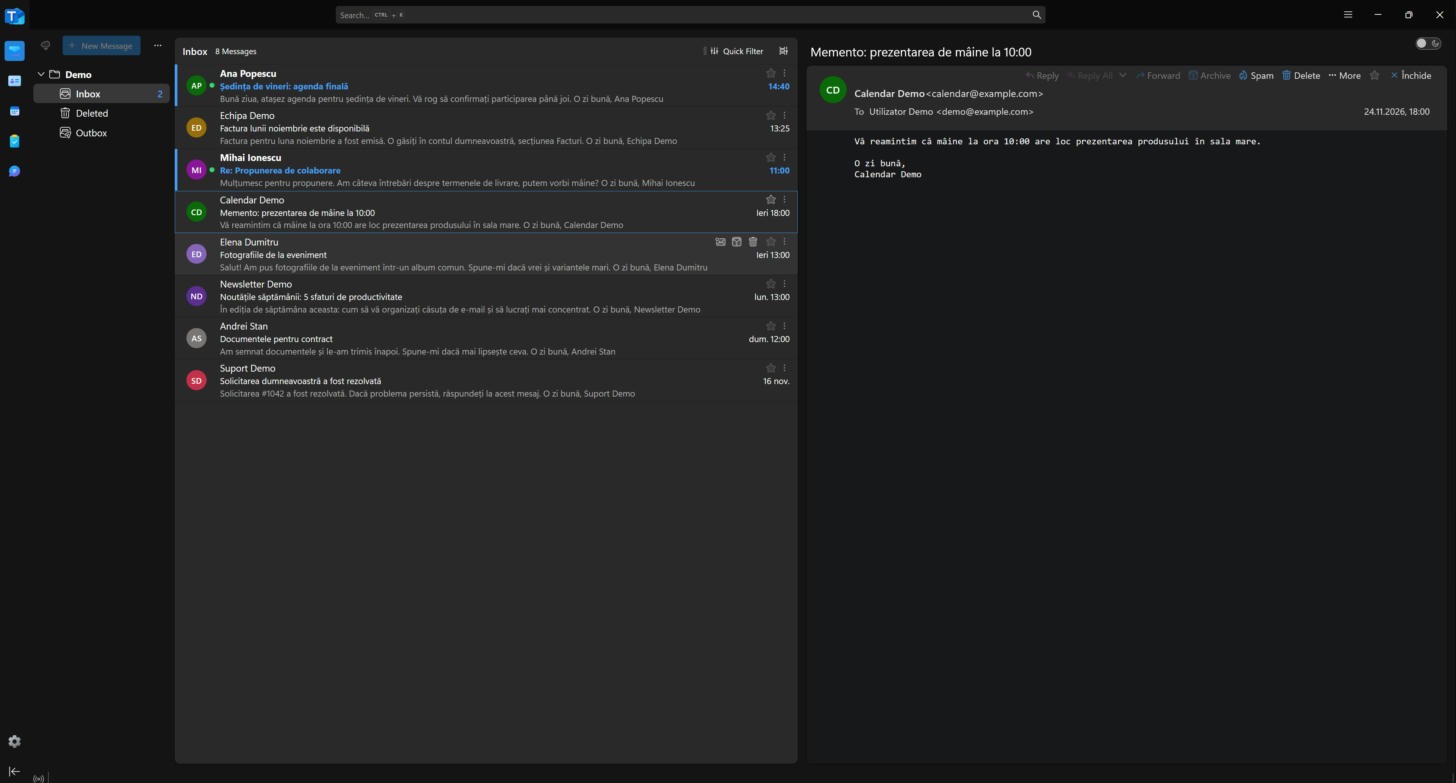 Search... CTRL + K
New Message
Demo
Inbox 2
Deleted
Outbox
Inbox 8 Messages
Quick Filter
AP
Ana Popescu
Ședința de vineri: agenda finală
14:40
Bună ziua, atașez agenda pentru ședința de vineri. Vă rog să confirmați participarea până joi. O zi bună, Ana Popescu
ED
Echipa Demo
Factura lunii noiembrie este disponibilă
13:25
Factura pentru luna noiembrie a fost emisă. O găsiți în contul dumneavoastră, secțiunea Facturi. O zi bună, Echipa Demo
MI
Mihai Ionescu
Re: Propunerea de colaborare
11:00
Mulțumesc pentru propunere. Am câteva întrebări despre termenele de livrare, putem vorbi mâine? O zi bună, Mihai Ionescu
CD
Calendar Demo
Memento: prezentarea de mâine la 10:00
Ieri 18:00
Vă reamintim că mâine la ora 10:00 are loc prezentarea produsului în sala mare. O zi bună, Calendar Demo
ED
Elena Dumitru
Fotografiile de la eveniment
Ieri 13:00
Salut! Am pus fotografiile de la eveniment într-un album comun. Spune-mi dacă vrei și variantele mari. O zi bună, Elena Dumitru
ND
Newsletter Demo
Noutățile săptămânii: 5 sfaturi de productivitate
lun. 13:00
În ediția de săptămâna aceasta: cum să vă organizați căsuța de e-mail și să lucrați mai concentrat. O zi bună, Newsletter Demo
AS
Andrei Stan
Documentele pentru contract
dum. 12:00
Am semnat documentele și le-am trimis înapoi. Spune-mi dacă mai lipsește ceva. O zi bună, Andrei Stan
SD
Suport Demo
Solicitarea dumneavoastră a fost rezolvată
16 nov.
Solicitarea #1042 a fost rezolvată. Dacă problema persistă, răspundeți la acest mesaj. O zi bună, Suport Demo
Memento: prezentarea de mâine la 10:00
Reply Reply All Forward Archive Spam Delete More Închide
CD
Calendar Demo<calendar@example.com>
To Utilizator Demo <demo@example.com>
24.11.2026, 18:00
Vă reamintim că mâine la ora 10:00 are loc prezentarea produsului în sala mare.
O zi bună,
Calendar Demo